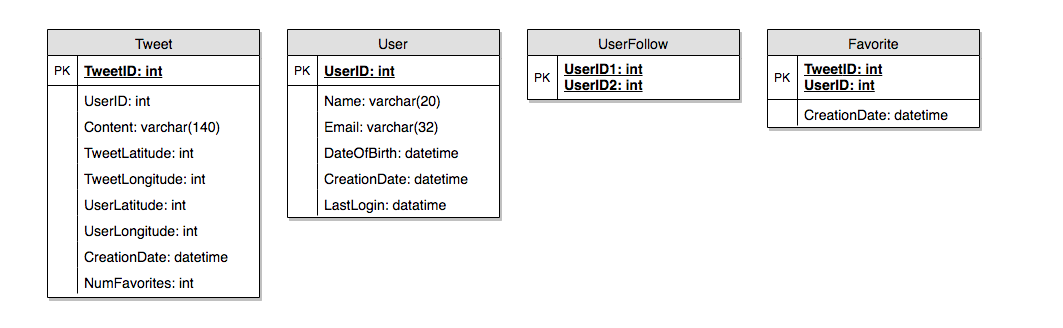 Tweet
PK
TweetID: int
UserID: int
Content: varchar(140)
TweetLatitude: int
TweetLongitude: int
UserLatitude: int
UserLongitude: int
CreationDate: datetime
NumFavorites: int
User
PK
UserID: int
Name: varchar(20)
Email: varchar(32)
DateOfBirth: datetime
CreationDate: datetime
LastLogin: datatime
UserFollow
PK
UserID1: int
UserID2: int
Favorite
PK
TweetID: int
UserID: int
CreationDate: datetime